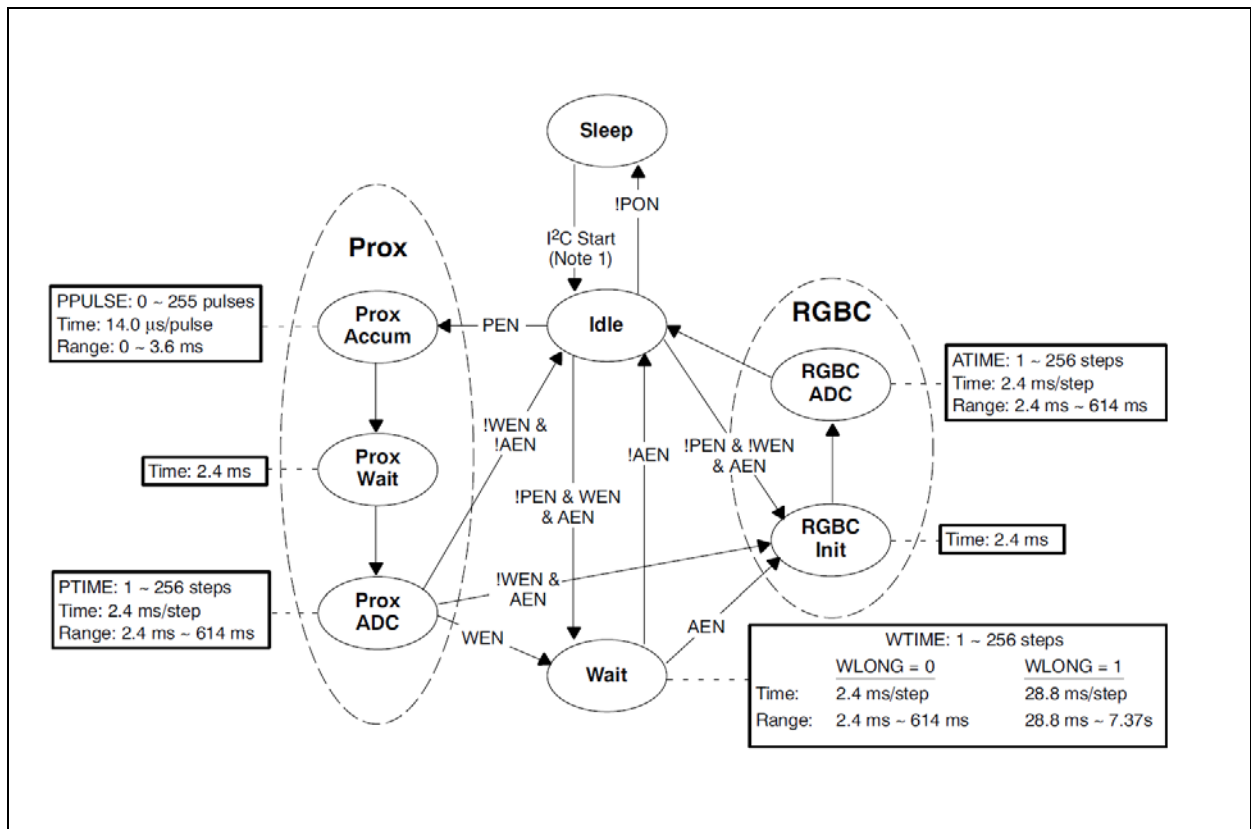 Sleep
!PON
I²C Start
(Note 1)
Prox
PPULSE: 0 ~ 255 pulses
Time: 14.0 μs/pulse
Range: 0 ~ 3.6 ms
Prox
Accum
PEN
Idle
RGBC
RGBC
ADC
ATIME: 1 ~ 256 steps
Time: 2.4 ms/step
Range: 2.4 ms ~ 614 ms
!WEN &
!AEN
!PEN & !WEN
& AEN
!AEN
Time: 2.4 ms
Prox
Wait
!PEN & WEN
& AEN
RGBC
Init
Time: 2.4 ms
PTIME: 1 ~ 256 steps
Time: 2.4 ms/step
Range: 2.4 ms ~ 614 ms
Prox
ADC
!WEN &
AEN
WEN
AEN
Wait
WTIME: 1 ~ 256 steps
WLONG = 0 WLONG = 1
Time: 2.4 ms/step 28.8 ms/step
Range: 2.4 ms ~ 614 ms 28.8 ms ~ 7.37s